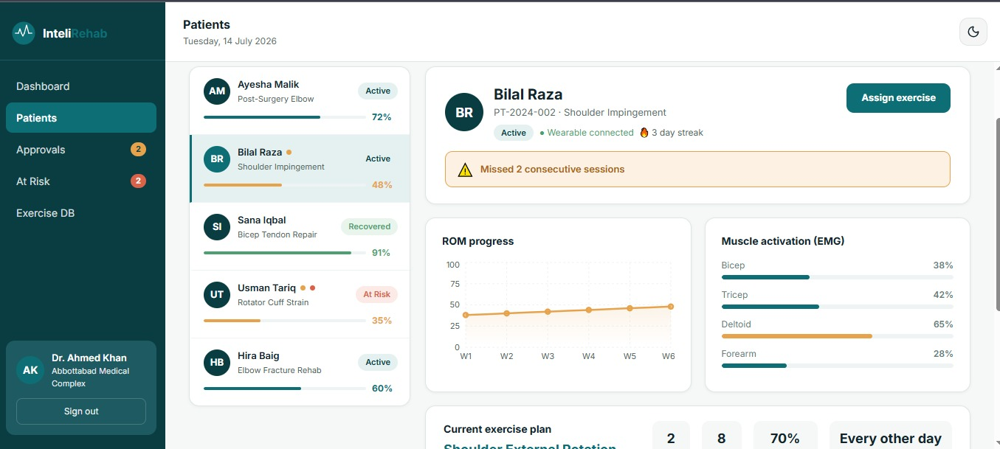 InteliRehab
Dashboard
Patients
Approvals
2
At Risk
2
Exercise DB
AK
Dr. Ahmed Khan
Abbottabad Medical
Complex
Sign out
Patients
Tuesday, 14 July 2026
AM
Ayesha Malik
Post-Surgery Elbow
Active
72%
BR
Bilal Raza
Shoulder Impingement
Active
48%
SI
Sana Iqbal
Bicep Tendon Repair
Recovered
91%
UT
Usman Tariq
Rotator Cuff Strain
At Risk
35%
HB
Hira Baig
Elbow Fracture Rehab
Active
60%
BR
Bilal Raza
PT-2024-002 · Shoulder Impingement
Active
Wearable connected
3 day streak
Assign exercise
Missed 2 consecutive sessions
ROM progress
100
75
50
25
0
W1 W2 W3 W4 W5 W6
Muscle activation (EMG)
Bicep 38%
Tricep 42%
Deltoid 65%
Forearm 28%
Current exercise plan
Shoulder External Rotation
2
8
70%
Every other day